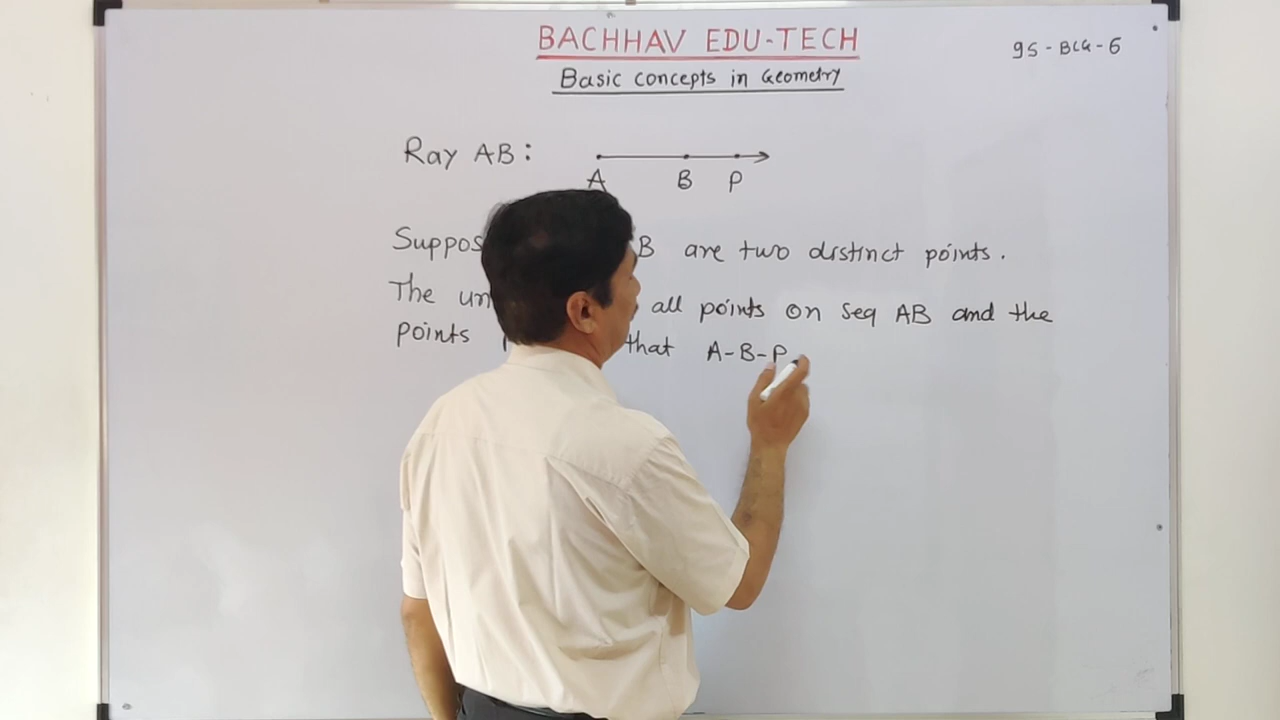 BACHHAV EDU-TECH
9S-BCG-6
Basic concepts in Geometry
Ray AB:
A B P
Suppos B are two distinct points.
The un all points on seg AB and the
points that A-B-P